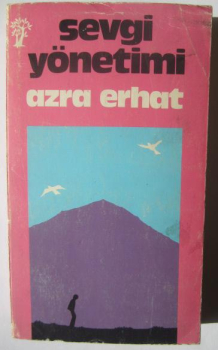 sevgi
yönetimi
azra erhat